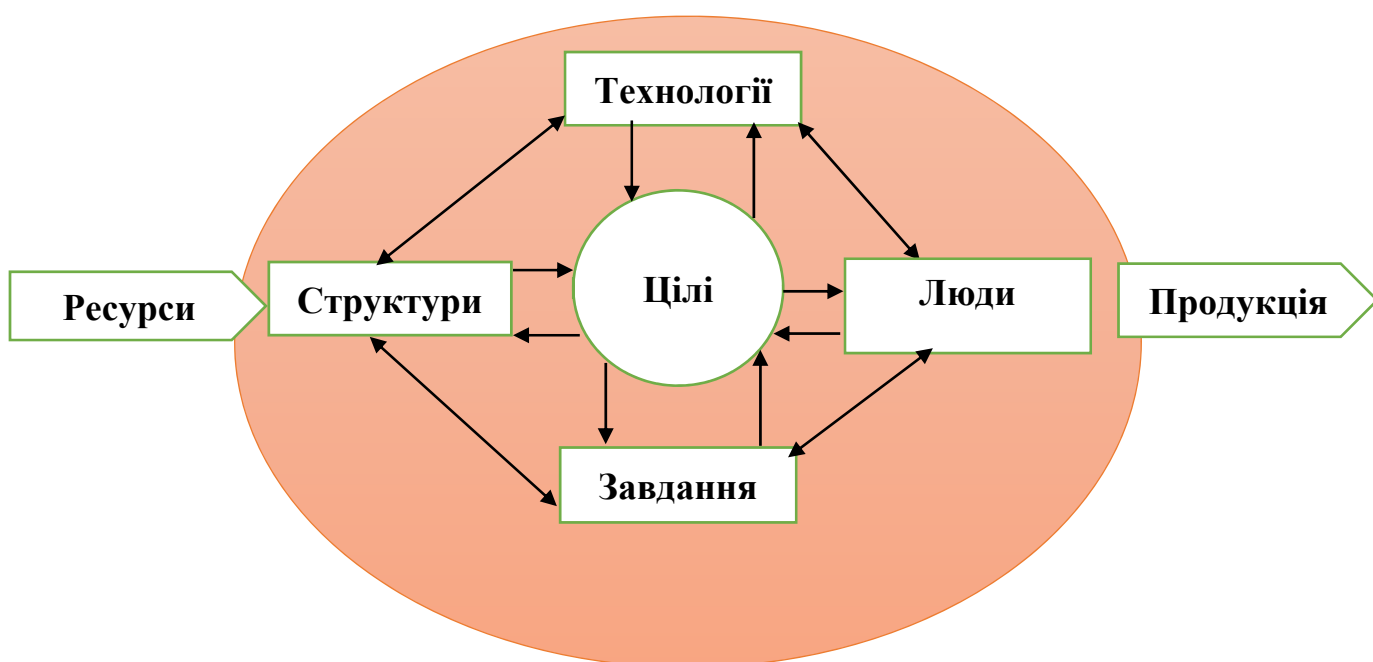 Технології
Ресурси
Структури
Цілі
Люди
Продукція
Завдання